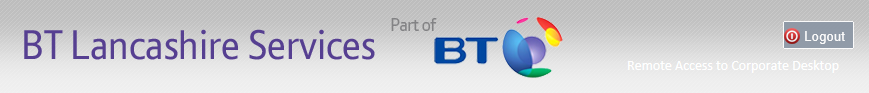 BT Lancashire Services
Part of
BT
Logout
Remote Access to Corporate Desktop